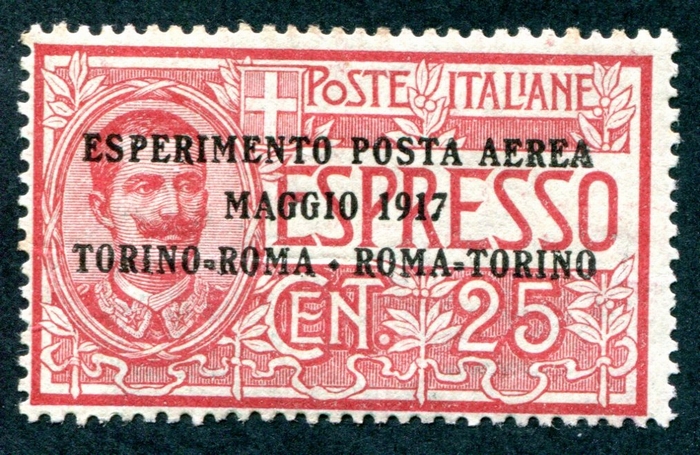 POSTE ITALIANE
ESPERIMENTO POSTA AEREA
MAGGIO 1917
ESPRESSO
TORINO-ROMA · ROMA-TORINO
CENT. 25